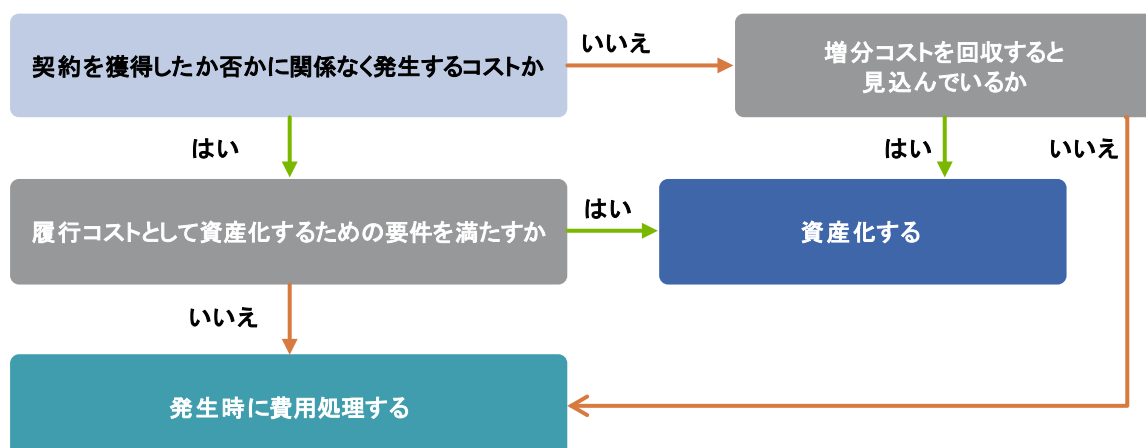 契約を獲得したか否かに関係なく発生するコストか
いいえ
増分コストを回収すると
見込んでいるか
はい
はい
いいえ
履行コストとして資産化するための要件を満たすか
はい
資産化する
いいえ
発生時に費用処理する